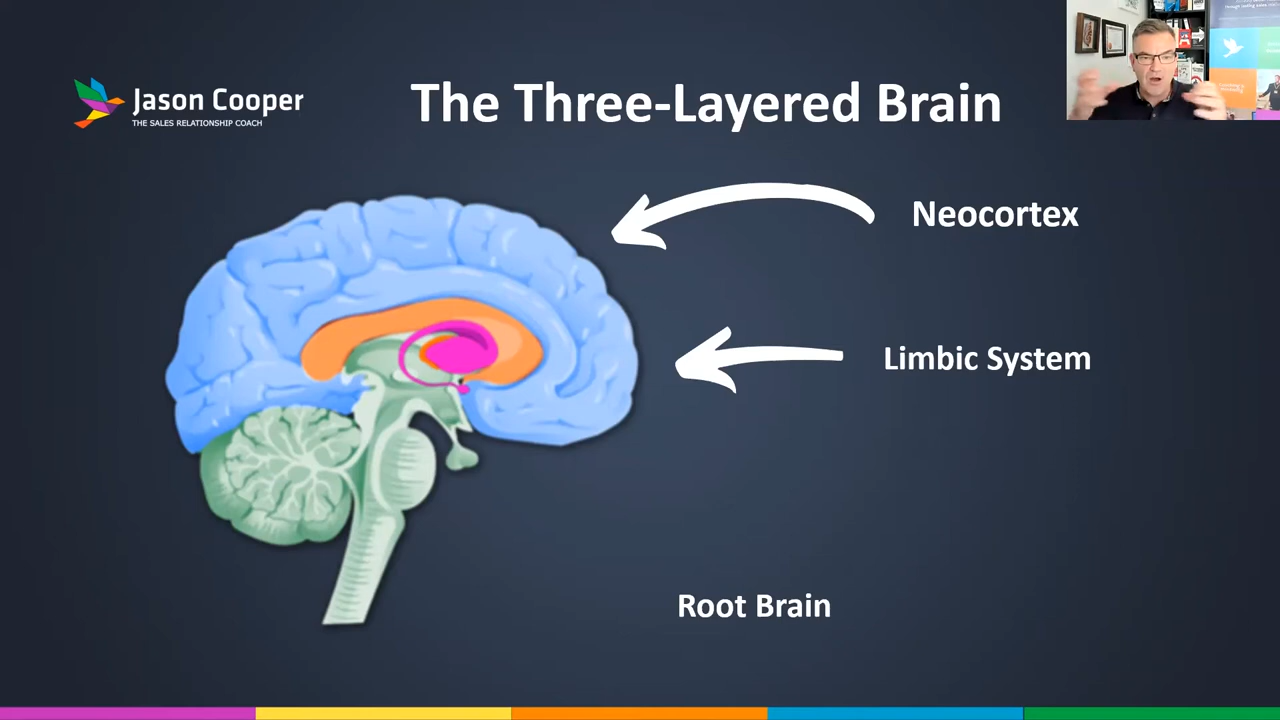 Jason Cooper
THE SALES RELATIONSHIP COACH
The Three-Layered Brain
Neocortex
Limbic System
Root Brain